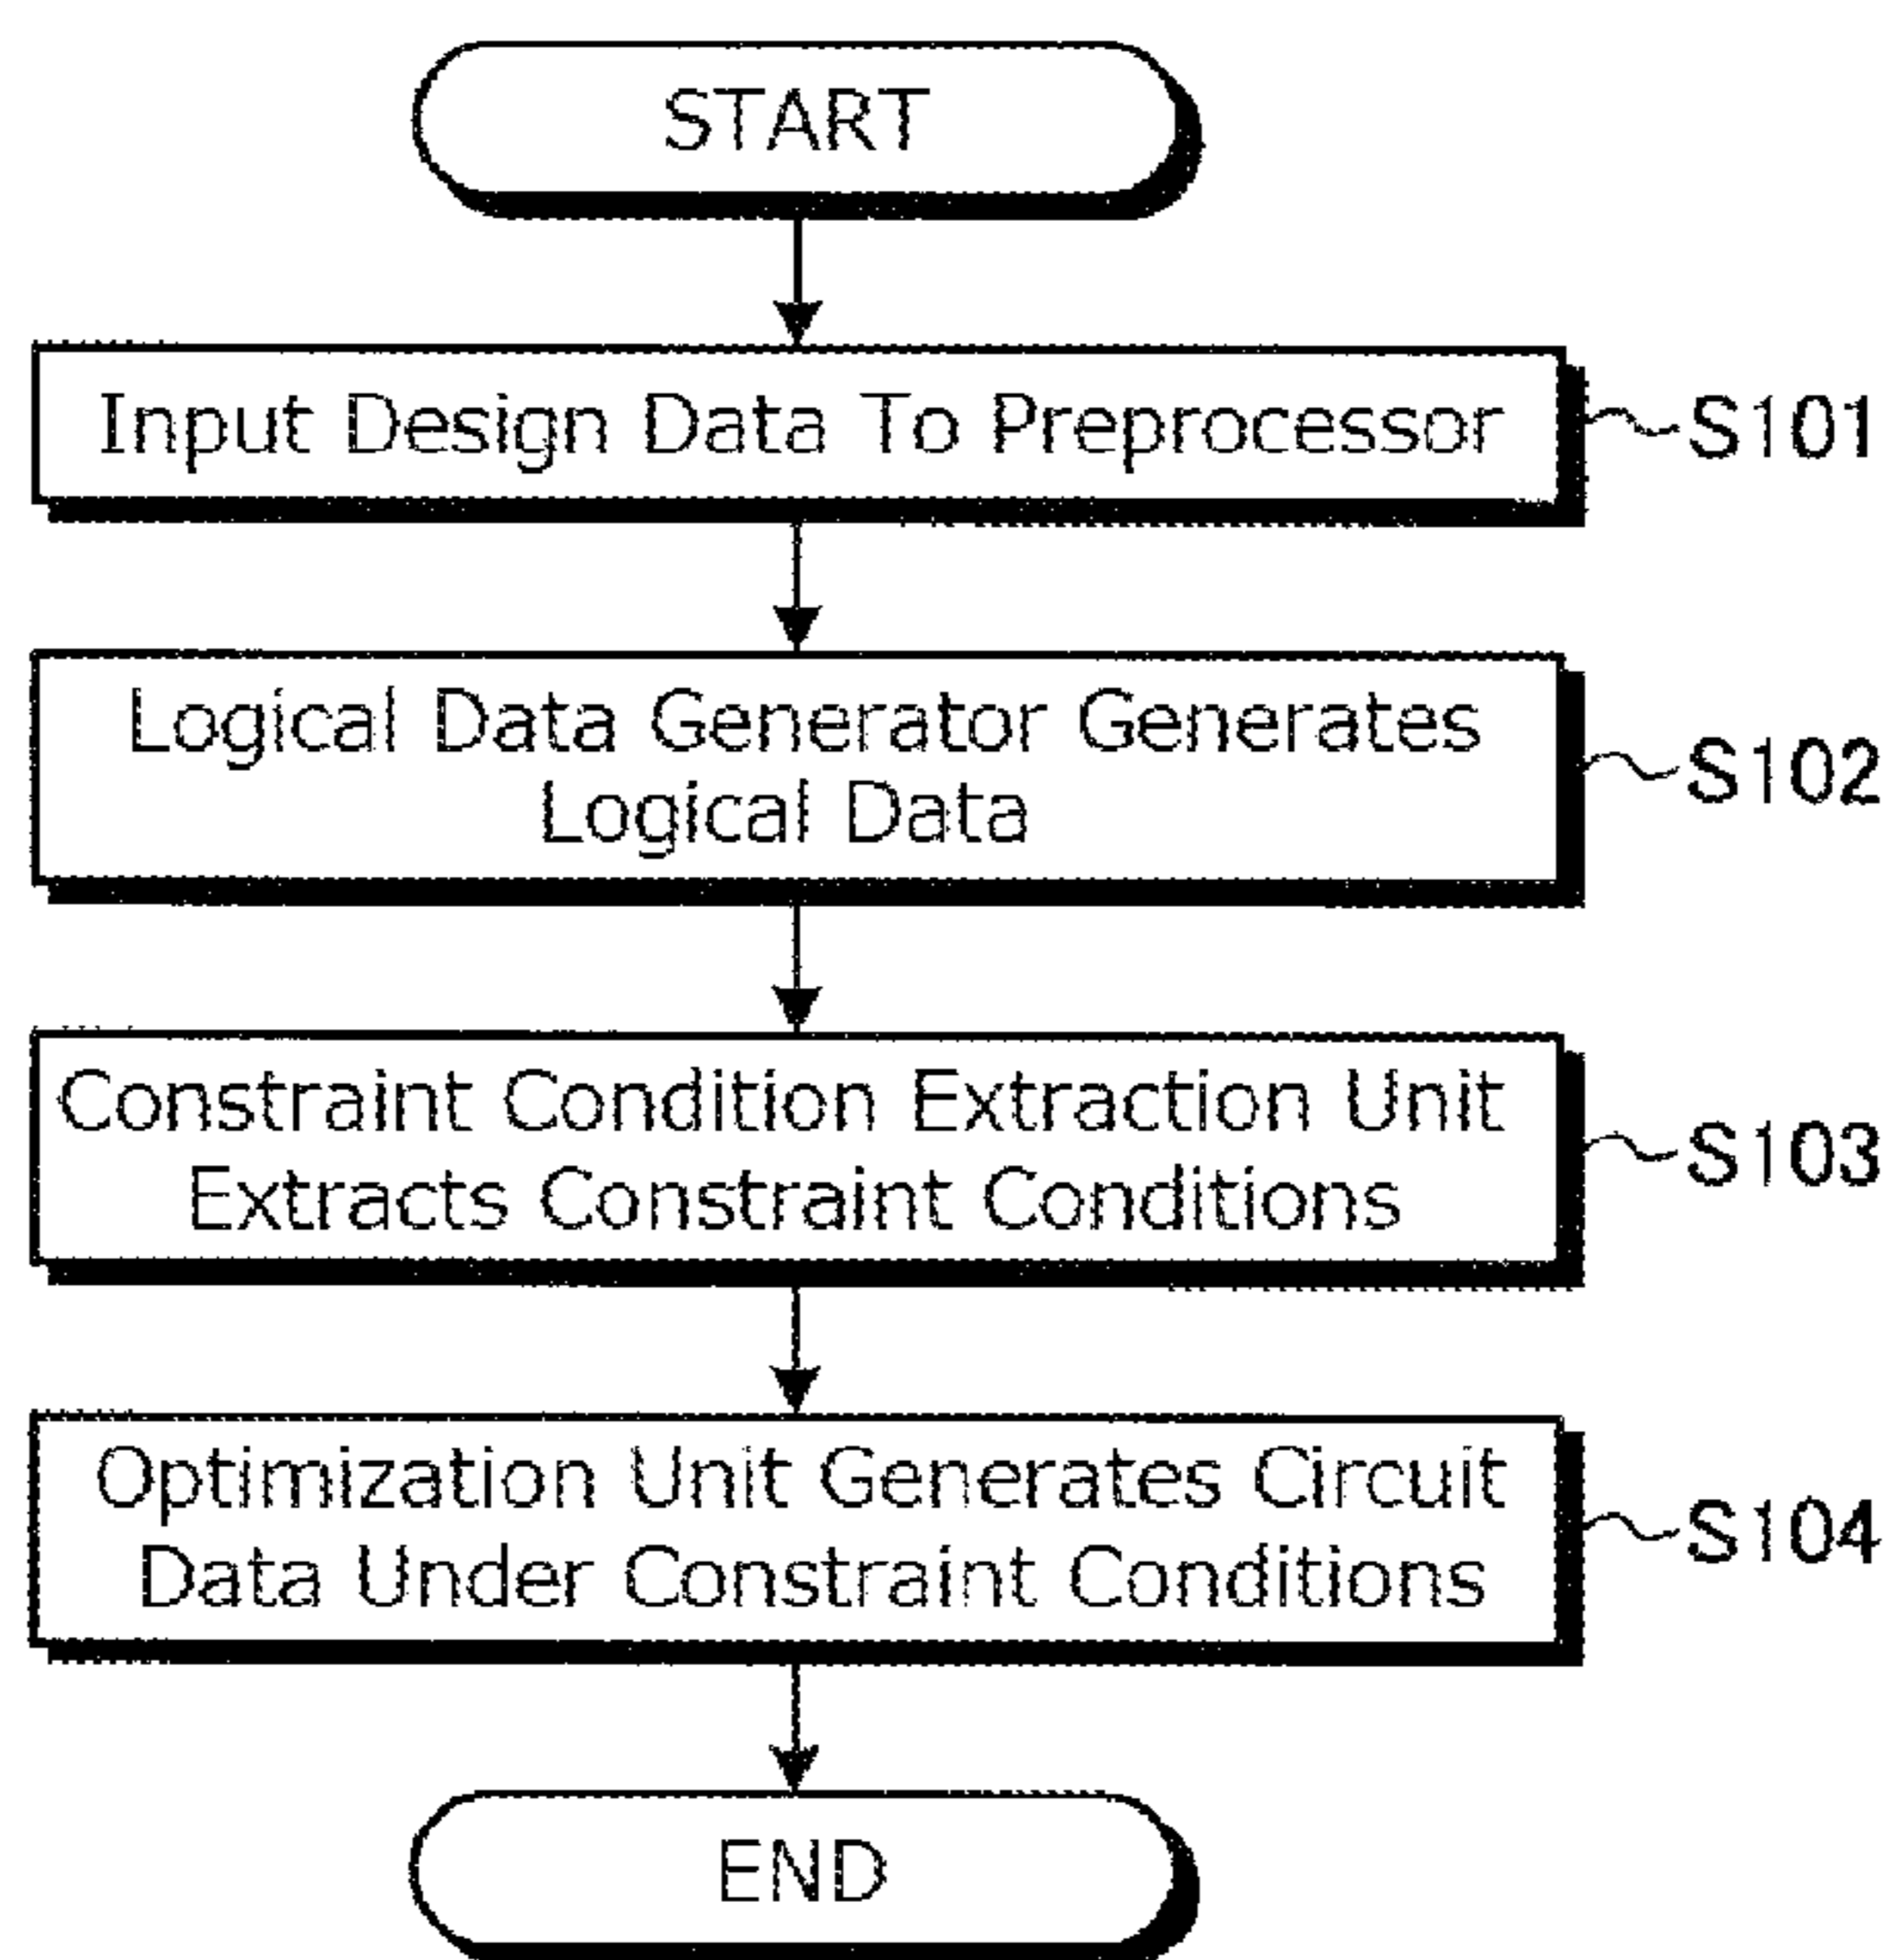 START
Input Design Data To Preprocessor
S101
Logical Data Generator Generates
Logical Data
S102
Constraint Condition Extraction Unit
Extracts Constraint Conditions
S103
Optimization Unit Generates Circuit
Data Under Constraint Conditions
S104
END